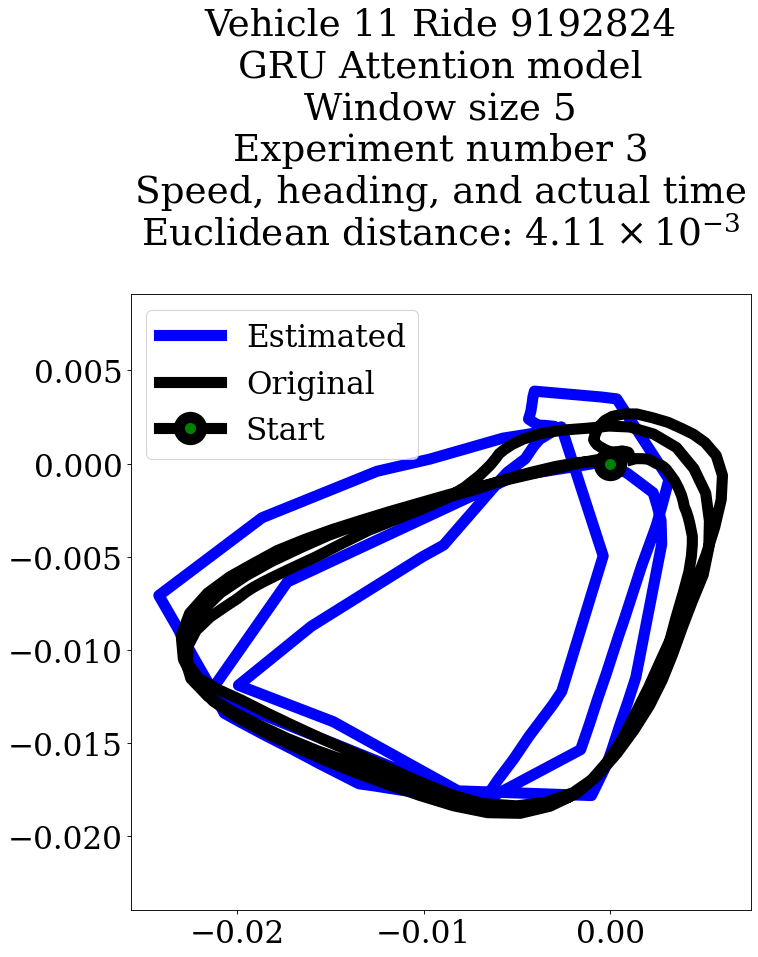 Vehicle 11 Ride 9192824
GRU Attention model
Window size 5
Experiment number 3
Speed, heading, and actual time
Euclidean distance: 4.11 × 10⁻³
Estimated
Original
Start
0.005
0.000
−0.005
−0.010
−0.015
−0.020
−0.02
−0.01
0.00